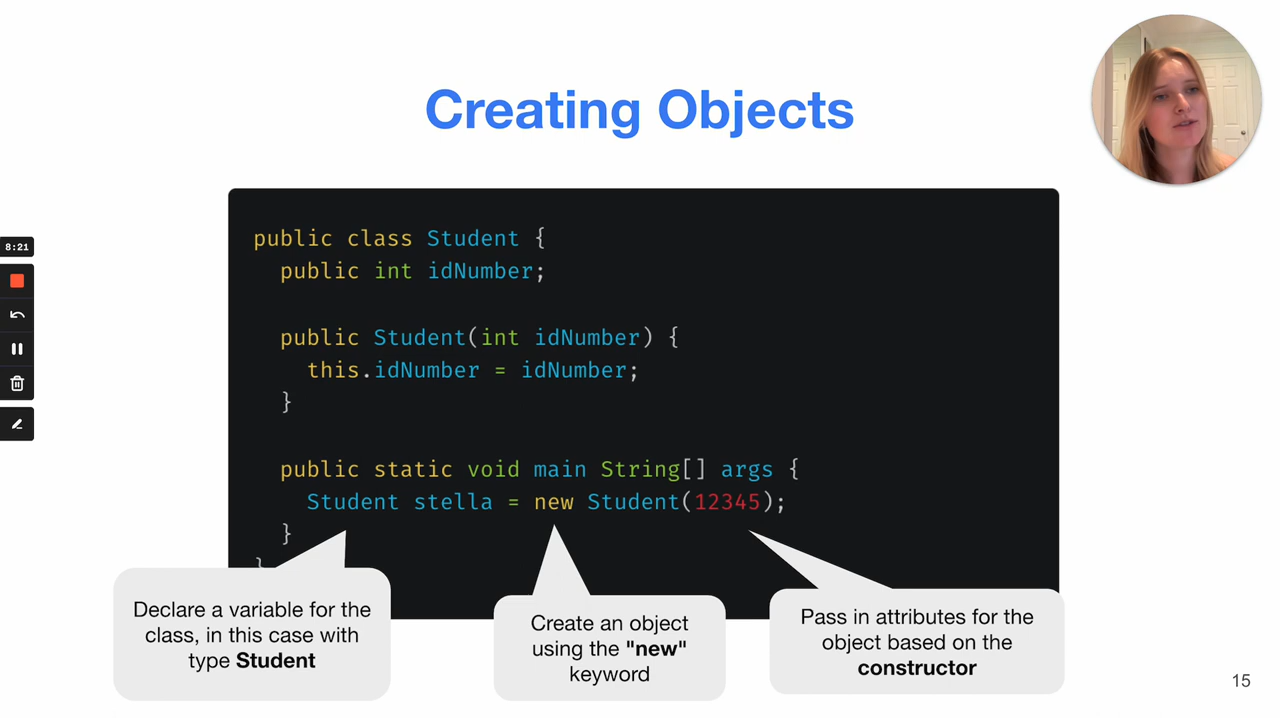 Creating Objects
8:21
public class Student {
public int idNumber;
public Student(int idNumber) {
this.idNumber = idNumber;
}
public static void main String[] args {
Student stella = new Student(12345);
}
}
Declare a variable for the
class, in this case with
type Student
Create an object
using the "new"
keyword
Pass in attributes for the
object based on the
constructor
15